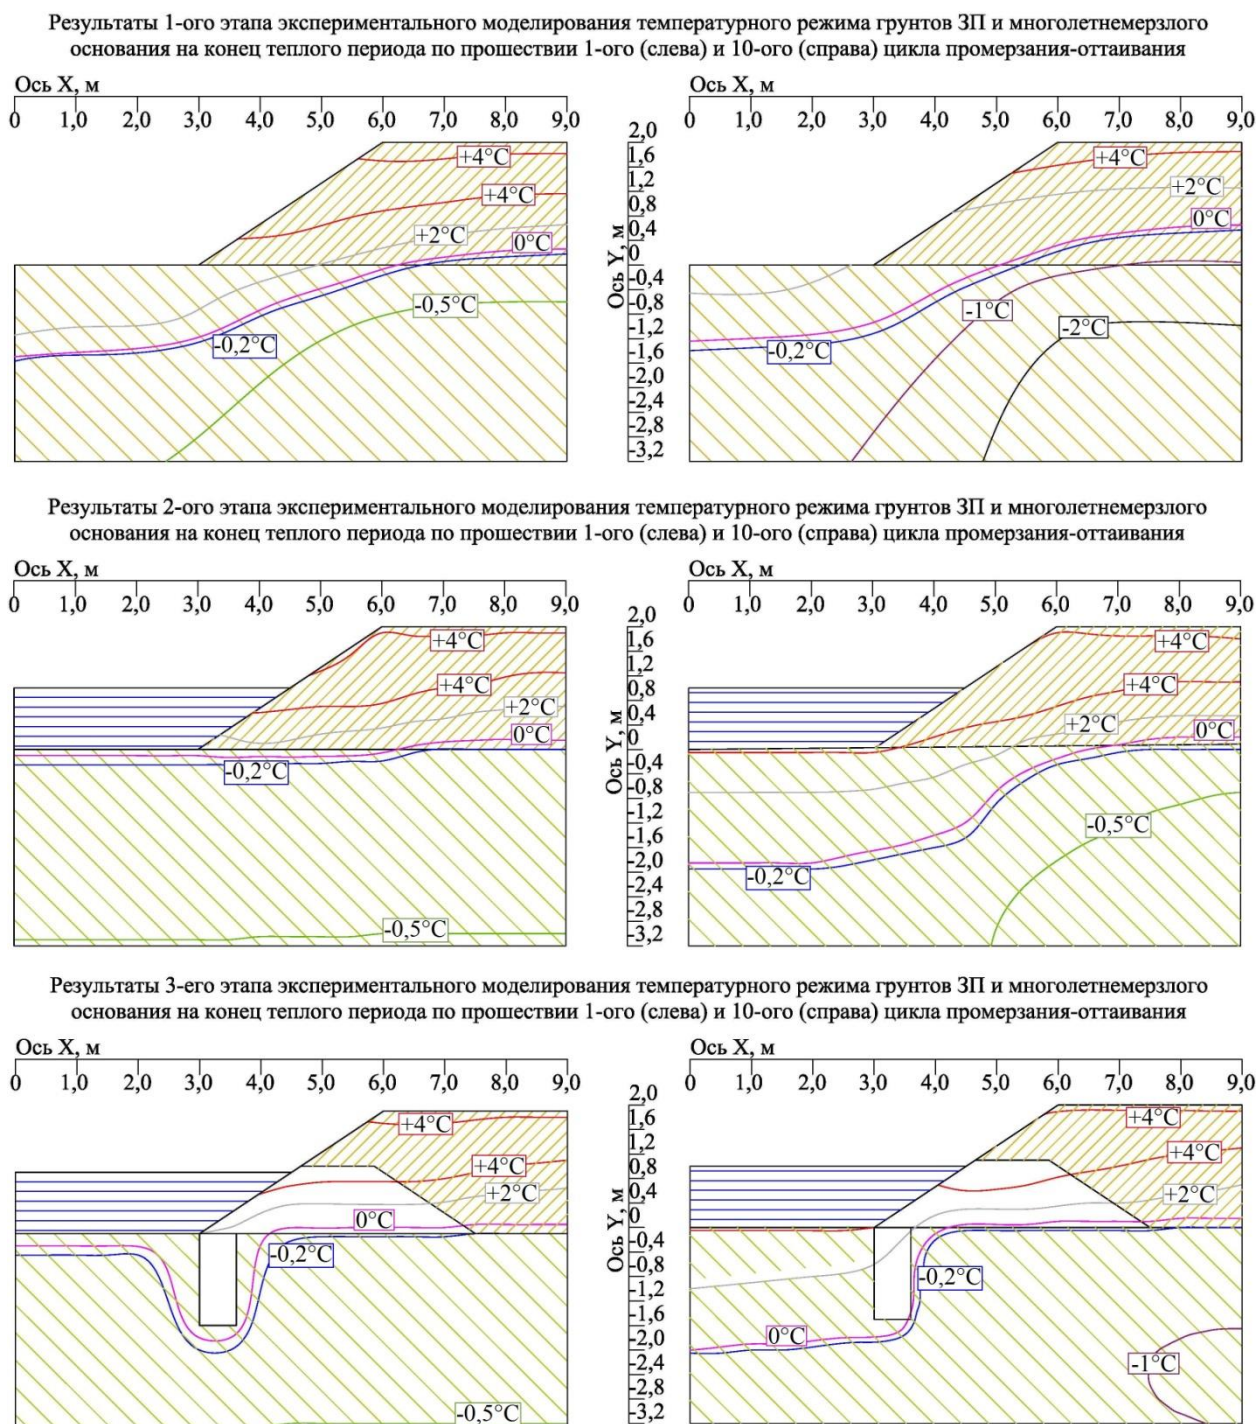 Результаты 1-ого этапа экспериментального моделирования температурного режима грунтов ЗП и многолетнемерзлого
основания на конец теплого периода по прошествии 1-ого (слева) и 10-ого (справа) цикла промерзания-оттаивания
Ось X, м
0 1,0 2,0 3,0 4,0 5,0 6,0 7,0 8,0 9,0
+4°C
+4°C
+2°C
0°C
-0,5°C
-0,2°C
Ось Y, м
2,0
1,6
1,2
0,8
0,4
0
-0,4
-0,8
-1,2
-1,6
-2,0
-2,4
-2,8
-3,2
Ось X, м
0 1,0 2,0 3,0 4,0 5,0 6,0 7,0 8,0 9,0
+4°C
+2°C
0°C
-1°C
-2°C
-0,2°C
Результаты 2-ого этапа экспериментального моделирования температурного режима грунтов ЗП и многолетнемерзлого
основания на конец теплого периода по прошествии 1-ого (слева) и 10-ого (справа) цикла промерзания-оттаивания
Ось X, м
0 1,0 2,0 3,0 4,0 5,0 6,0 7,0 8,0 9,0
+4°C
+4°C
+2°C
0°C
-0,2°C
-0,5°C
Ось Y, м
2,0
1,6
1,2
0,8
0,4
0
-0,4
-0,8
-1,2
-1,6
-2,0
-2,4
-2,8
-3,2
Ось X, м
0 1,0 2,0 3,0 4,0 5,0 6,0 7,0 8,0 9,0
+4°C
+4°C
+2°C
0°C
-0,5°C
-0,2°C
Результаты 3-его этапа экспериментального моделирования температурного режима грунтов ЗП и многолетнемерзлого
основания на конец теплого периода по прошествии 1-ого (слева) и 10-ого (справа) цикла промерзания-оттаивания
Ось X, м
0 1,0 2,0 3,0 4,0 5,0 6,0 7,0 8,0 9,0
+4°C
+4°C
+2°C
0°C
-0,2°C
-0,5°C
Ось Y, м
2,0
1,6
1,2
0,8
0,4
0
-0,4
-0,8
-1,2
-1,6
-2,0
-2,4
-2,8
-3,2
Ось X, м
0 1,0 2,0 3,0 4,0 5,0 6,0 7,0 8,0 9,0
+4°C
+4°C
+2°C
-0,2°C
0°C
-1°C